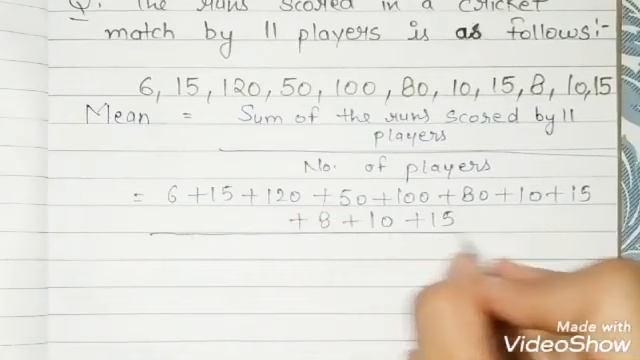 Q. The runs scored in a cricket
match by 11 players is as follows:-
6, 15, 120, 50, 100, 80, 10, 15, 8, 10, 15
Mean = Sum of the runs scored by 11
players
No. of players
= 6 + 15 + 120 + 50 + 100 + 80 + 10 + 15
+ 8 + 10 + 15
Made with
VideoShow